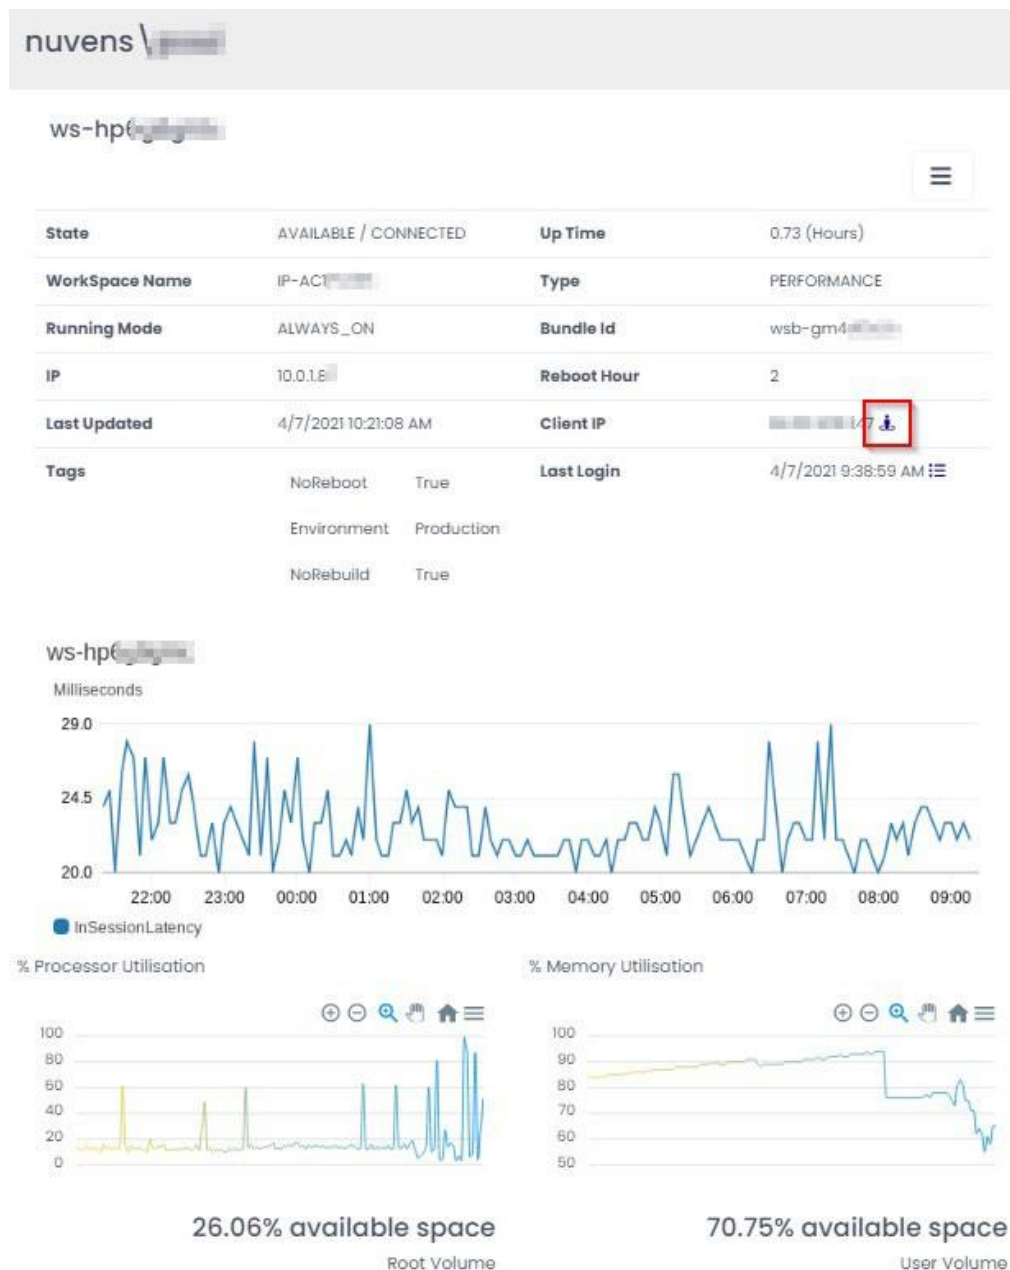 nuvens\
ws-hp6
State AVAILABLE / CONNECTED Up Time 0.73 (Hours)
WorkSpace Name IP-AC1 Type PERFORMANCE
Running Mode ALWAYS_ON Bundle Id wsb-gm4
IP 10.0.1.8 Reboot Hour 2
Last Updated 4/7/2021 10:21:08 AM Client IP 47
Tags NoReboot True Last Login 4/7/2021 9:38:59 AM
Environment Production
NoRebuild True
ws-hp6
Milliseconds
29.0
24.5
20.0
22:00 23:00 00:00 01:00 02:00 03:00 04:00 05:00 06:00 07:00 08:00 09:00
InSessionLatency
% Processor Utilisation
100
80
60
40
20
0
% Memory Utilisation
100
90
80
70
60
50
26.06% available space
Root Volume
70.75% available space
User Volume